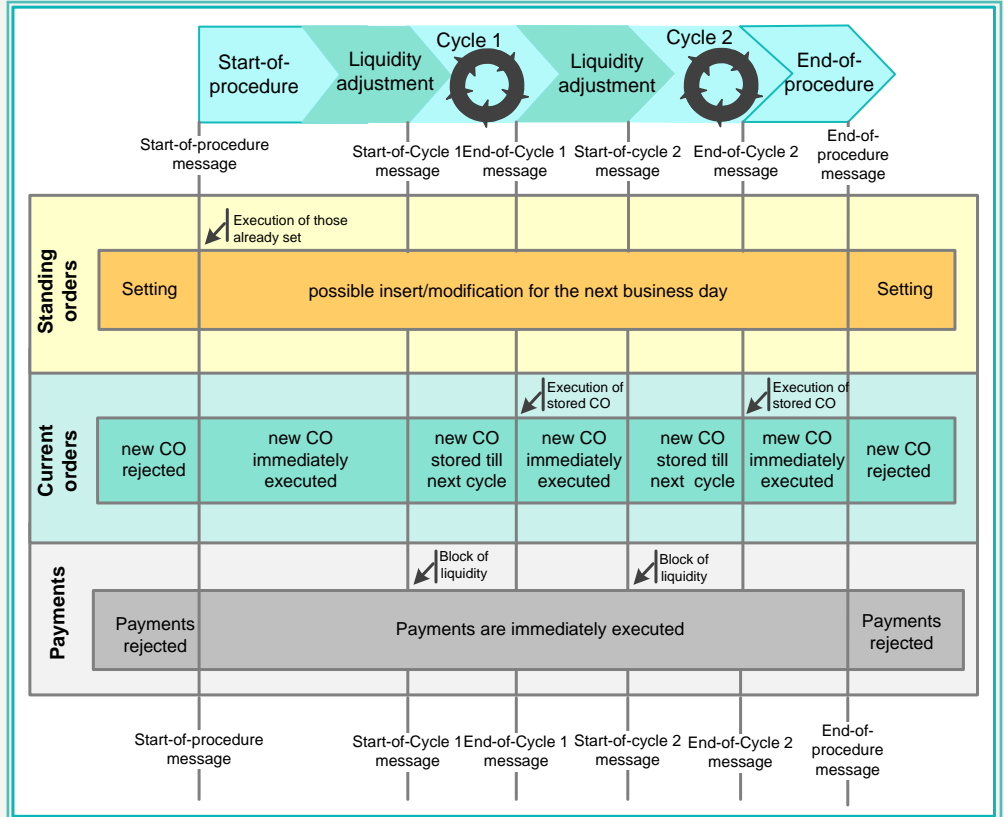 Start-of-
procedure
Liquidity
adjustment
Cycle 1
Liquidity
adjustment
Cycle 2
End-of-
procedure
Start-of-procedure
message
Start-of-Cycle 1
message
End-of-Cycle 1
message
Start-of-cycle 2
message
End-of-Cycle 2
message
End-of-
procedure
message
Standing
orders
Execution of those
already set
Setting
possible insert/modification for the next business day
Setting
Current
orders
Execution of
stored CO
Execution of
stored CO
new CO
rejected
new CO
immediately
executed
new CO
stored till
next cycle
new CO
immediately
executed
new CO
stored till
next cycle
mew CO
immediately
executed
new CO
rejected
Payments
Block of
liquidity
Block of
liquidity
Payments
rejected
Payments are immediately executed
Payments
rejected
Start-of-procedure
message
Start-of-Cycle 1
message
End-of-Cycle 1
message
Start-of-cycle 2
message
End-of-Cycle 2
message
End-of-
procedure
message